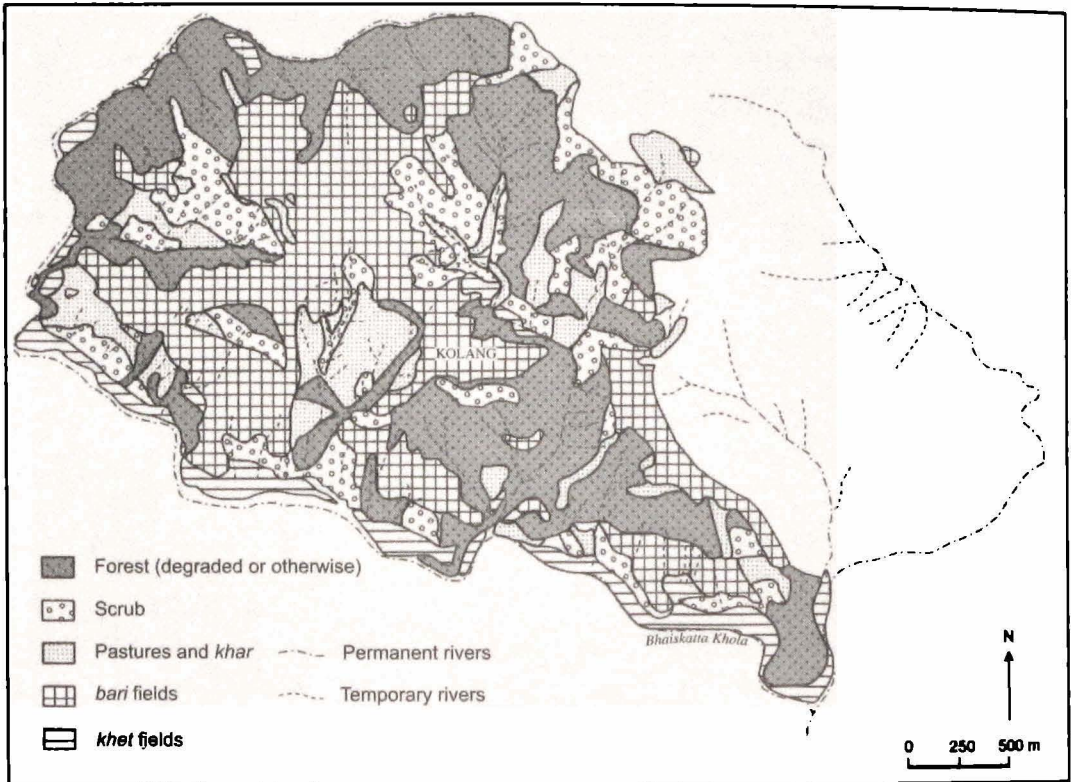 KOLANG
Forest (degraded or otherwise)
Scrub
Pastures and khar
Permanent rivers
bari fields
Temporary rivers
khet fields
Bhaiskatta Khola
N
0 250 500 m